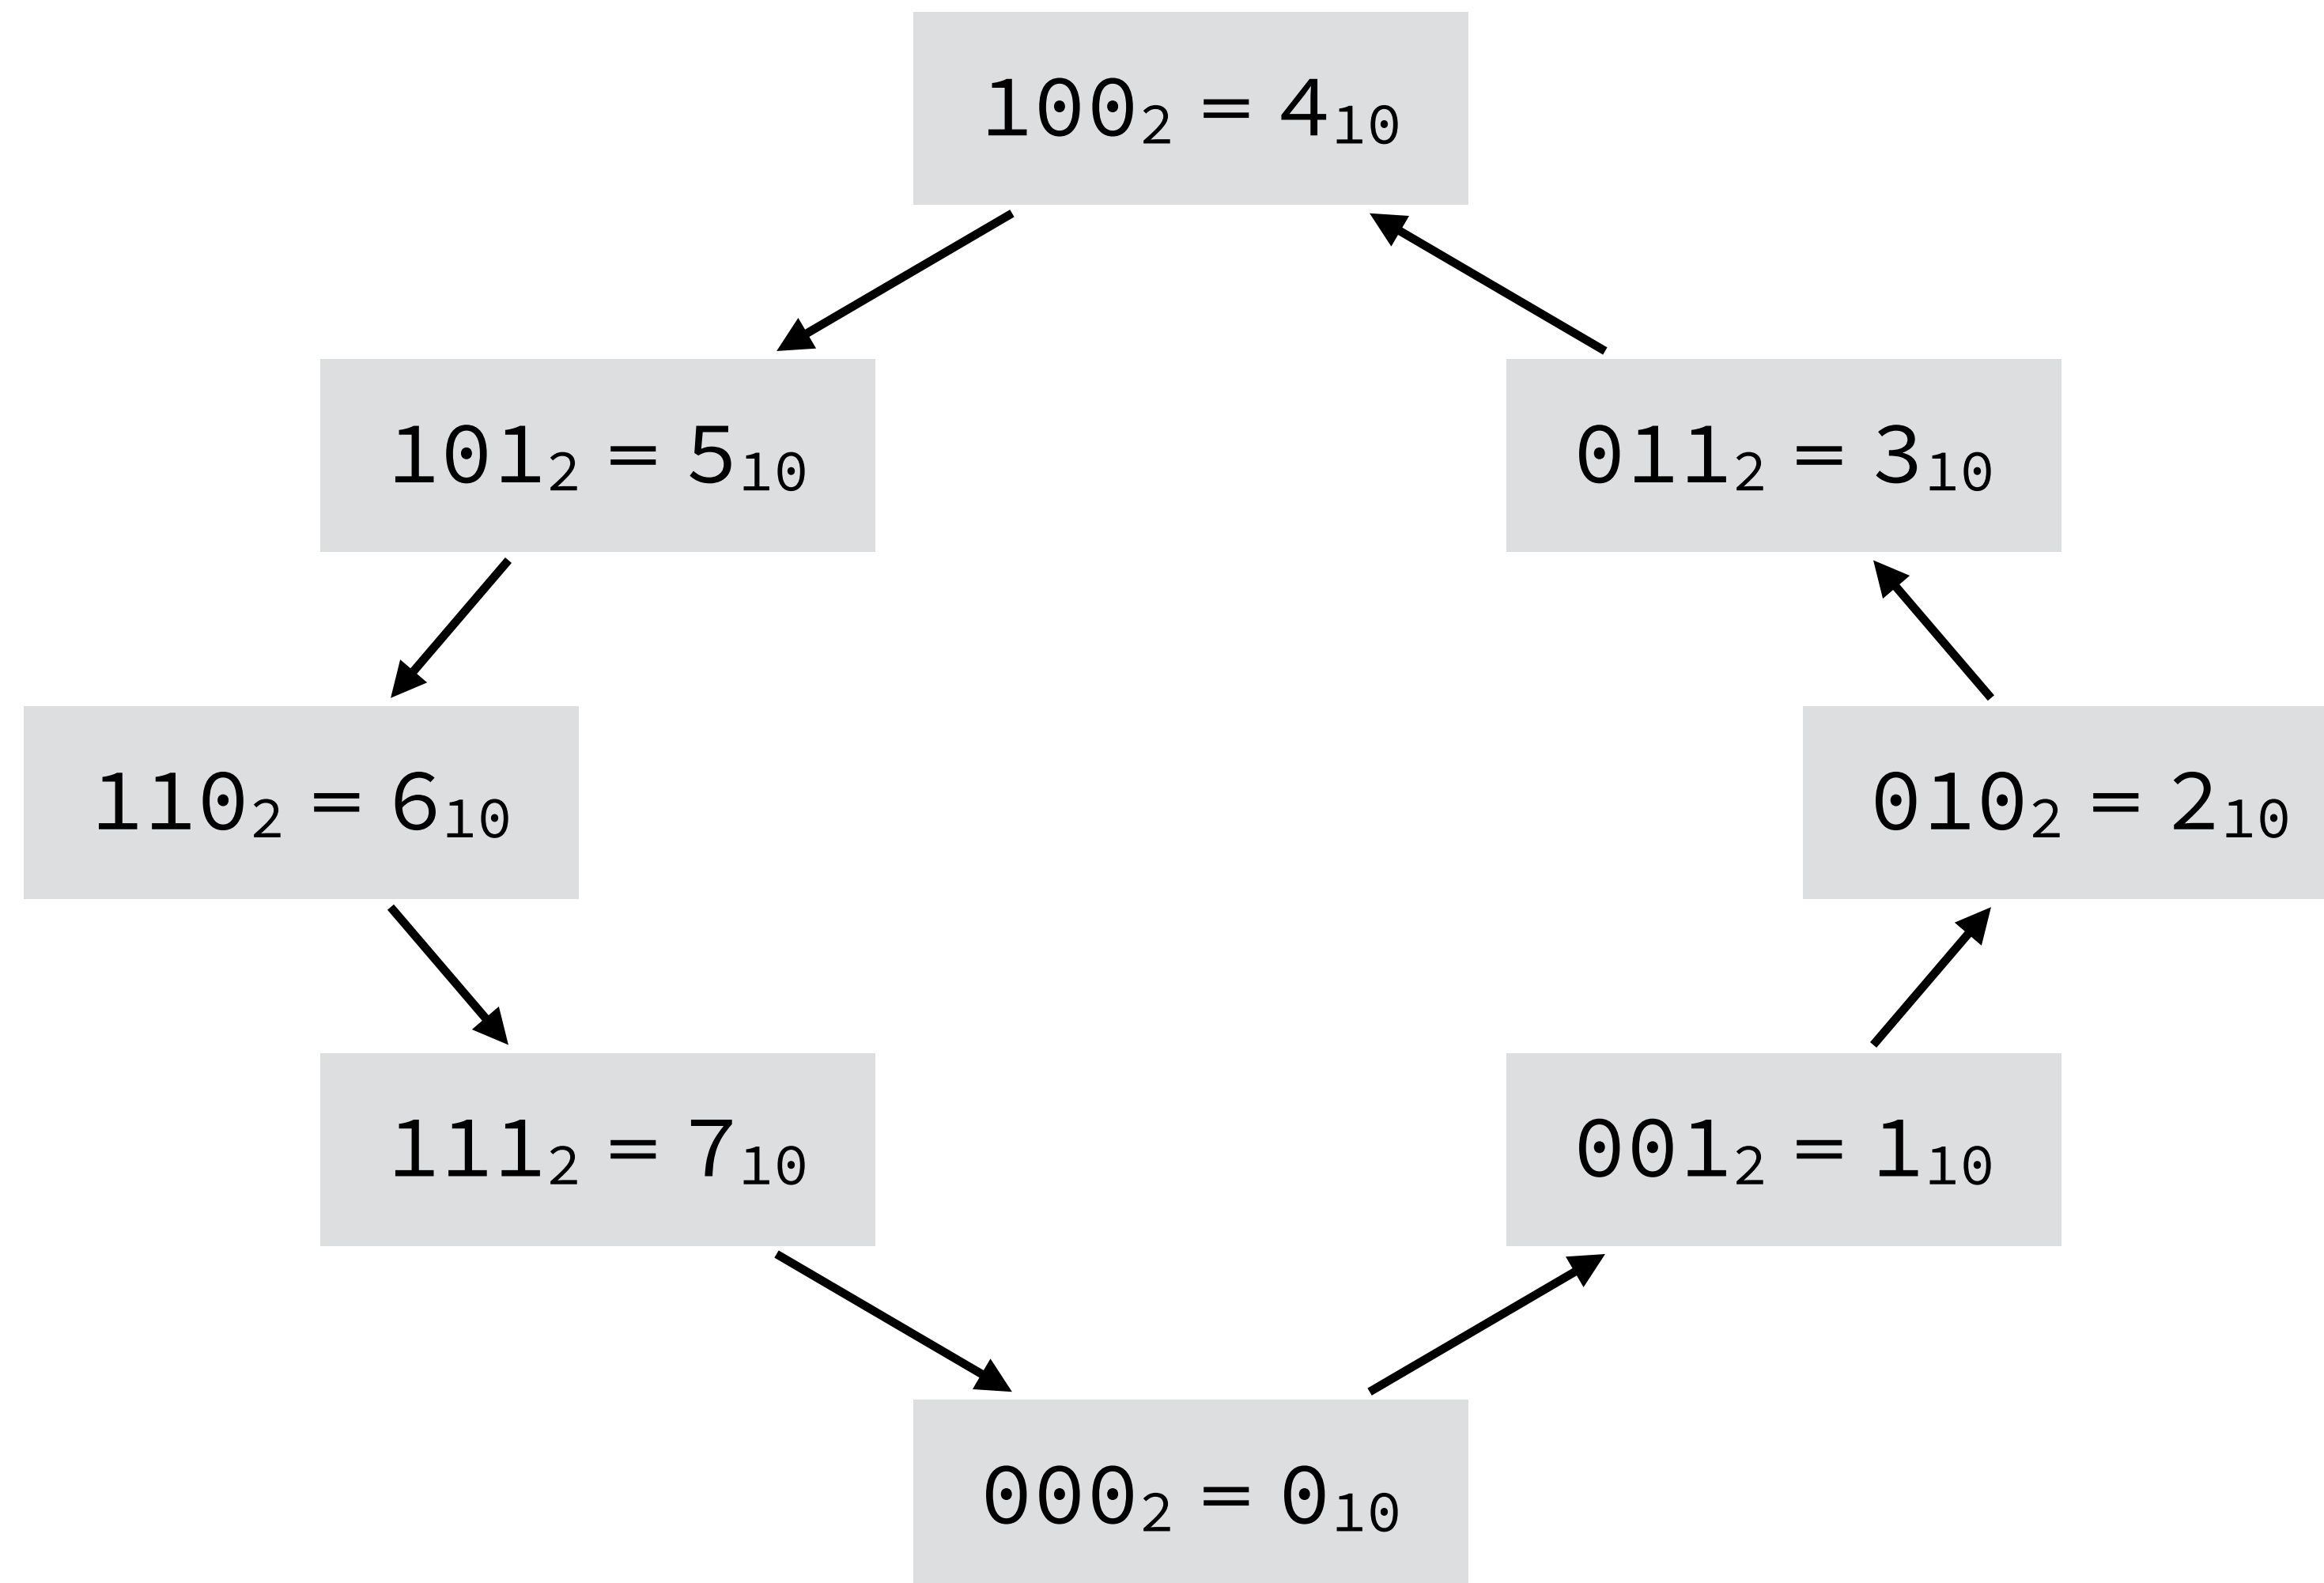 100₂ = 4₁₀
101₂ = 5₁₀
011₂ = 3₁₀
110₂ = 6₁₀
010₂ = 2₁₀
111₂ = 7₁₀
001₂ = 1₁₀
000₂ = 0₁₀